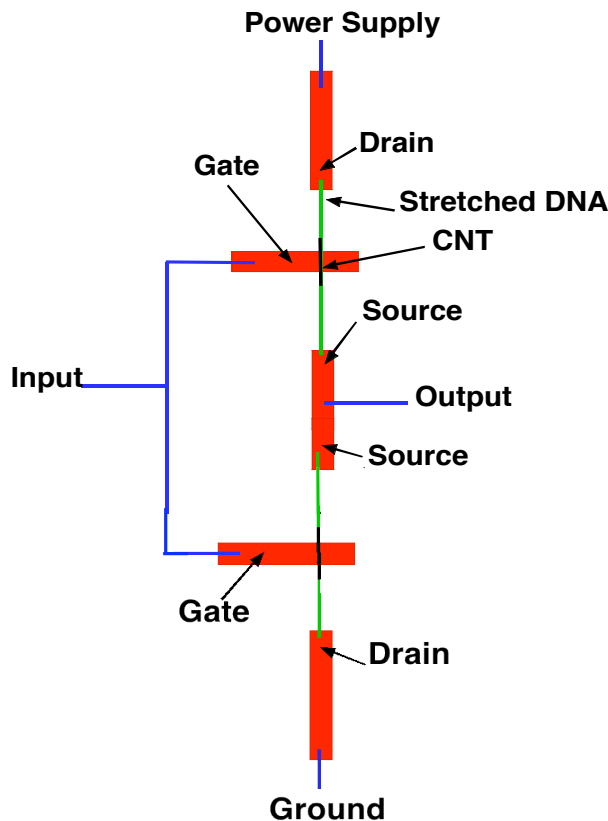 Power Supply
Drain
Gate
Stretched DNA
CNT
Source
Input
Output
Source
Gate
Drain
Ground